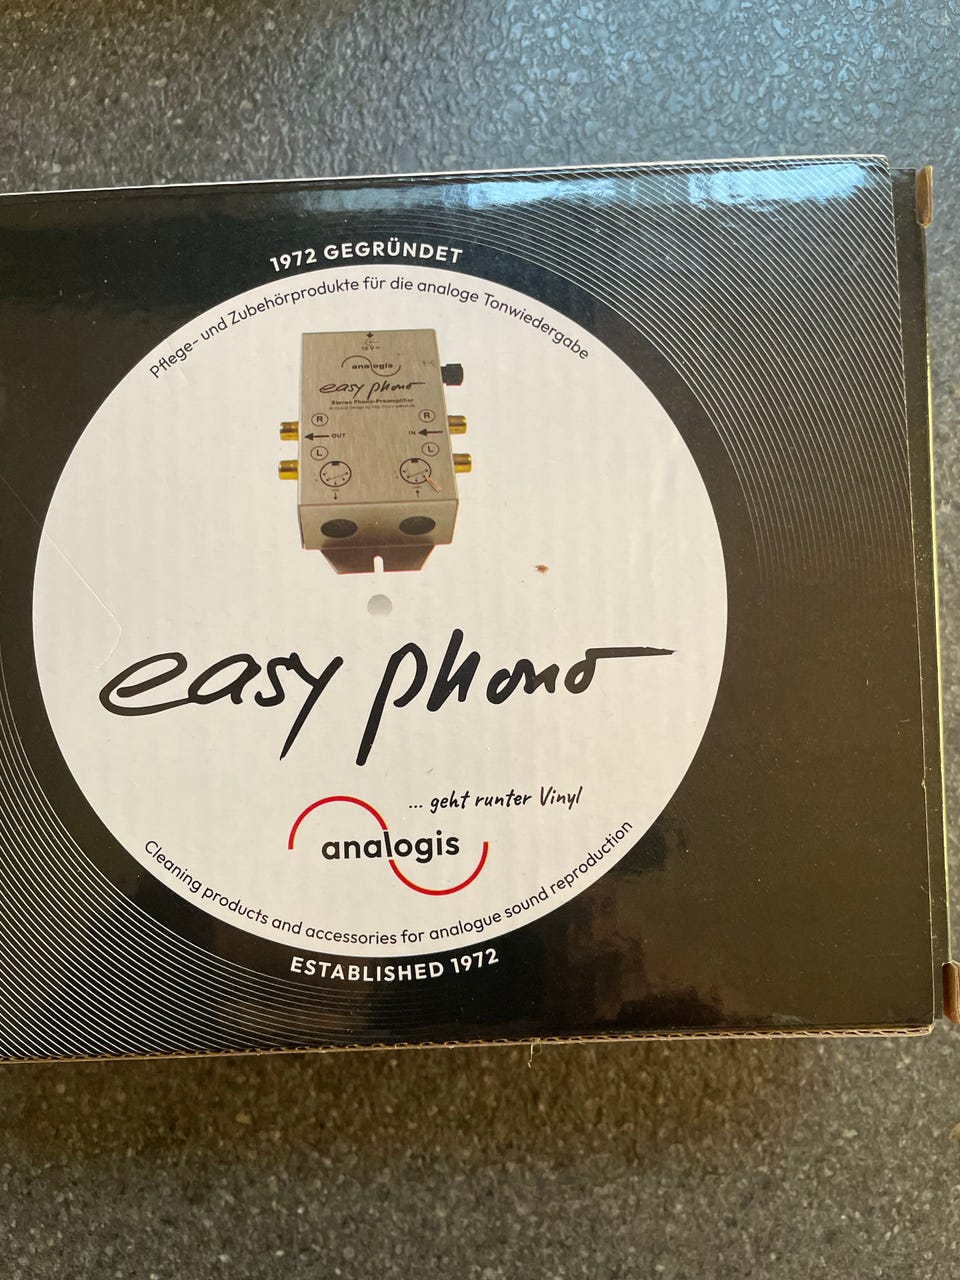 1972 GEGRÜNDET
Pflege- und Zubehörprodukte für die analoge Tonwiedergabe
12 V
analogis
easy phono
Stereo Phono-Preamplifier
R
R
OUT
IN
L
L
easy phono
... geht runter Vinyl
analogis
Cleaning products and accessories for analogue sound reproduction
ESTABLISHED 1972